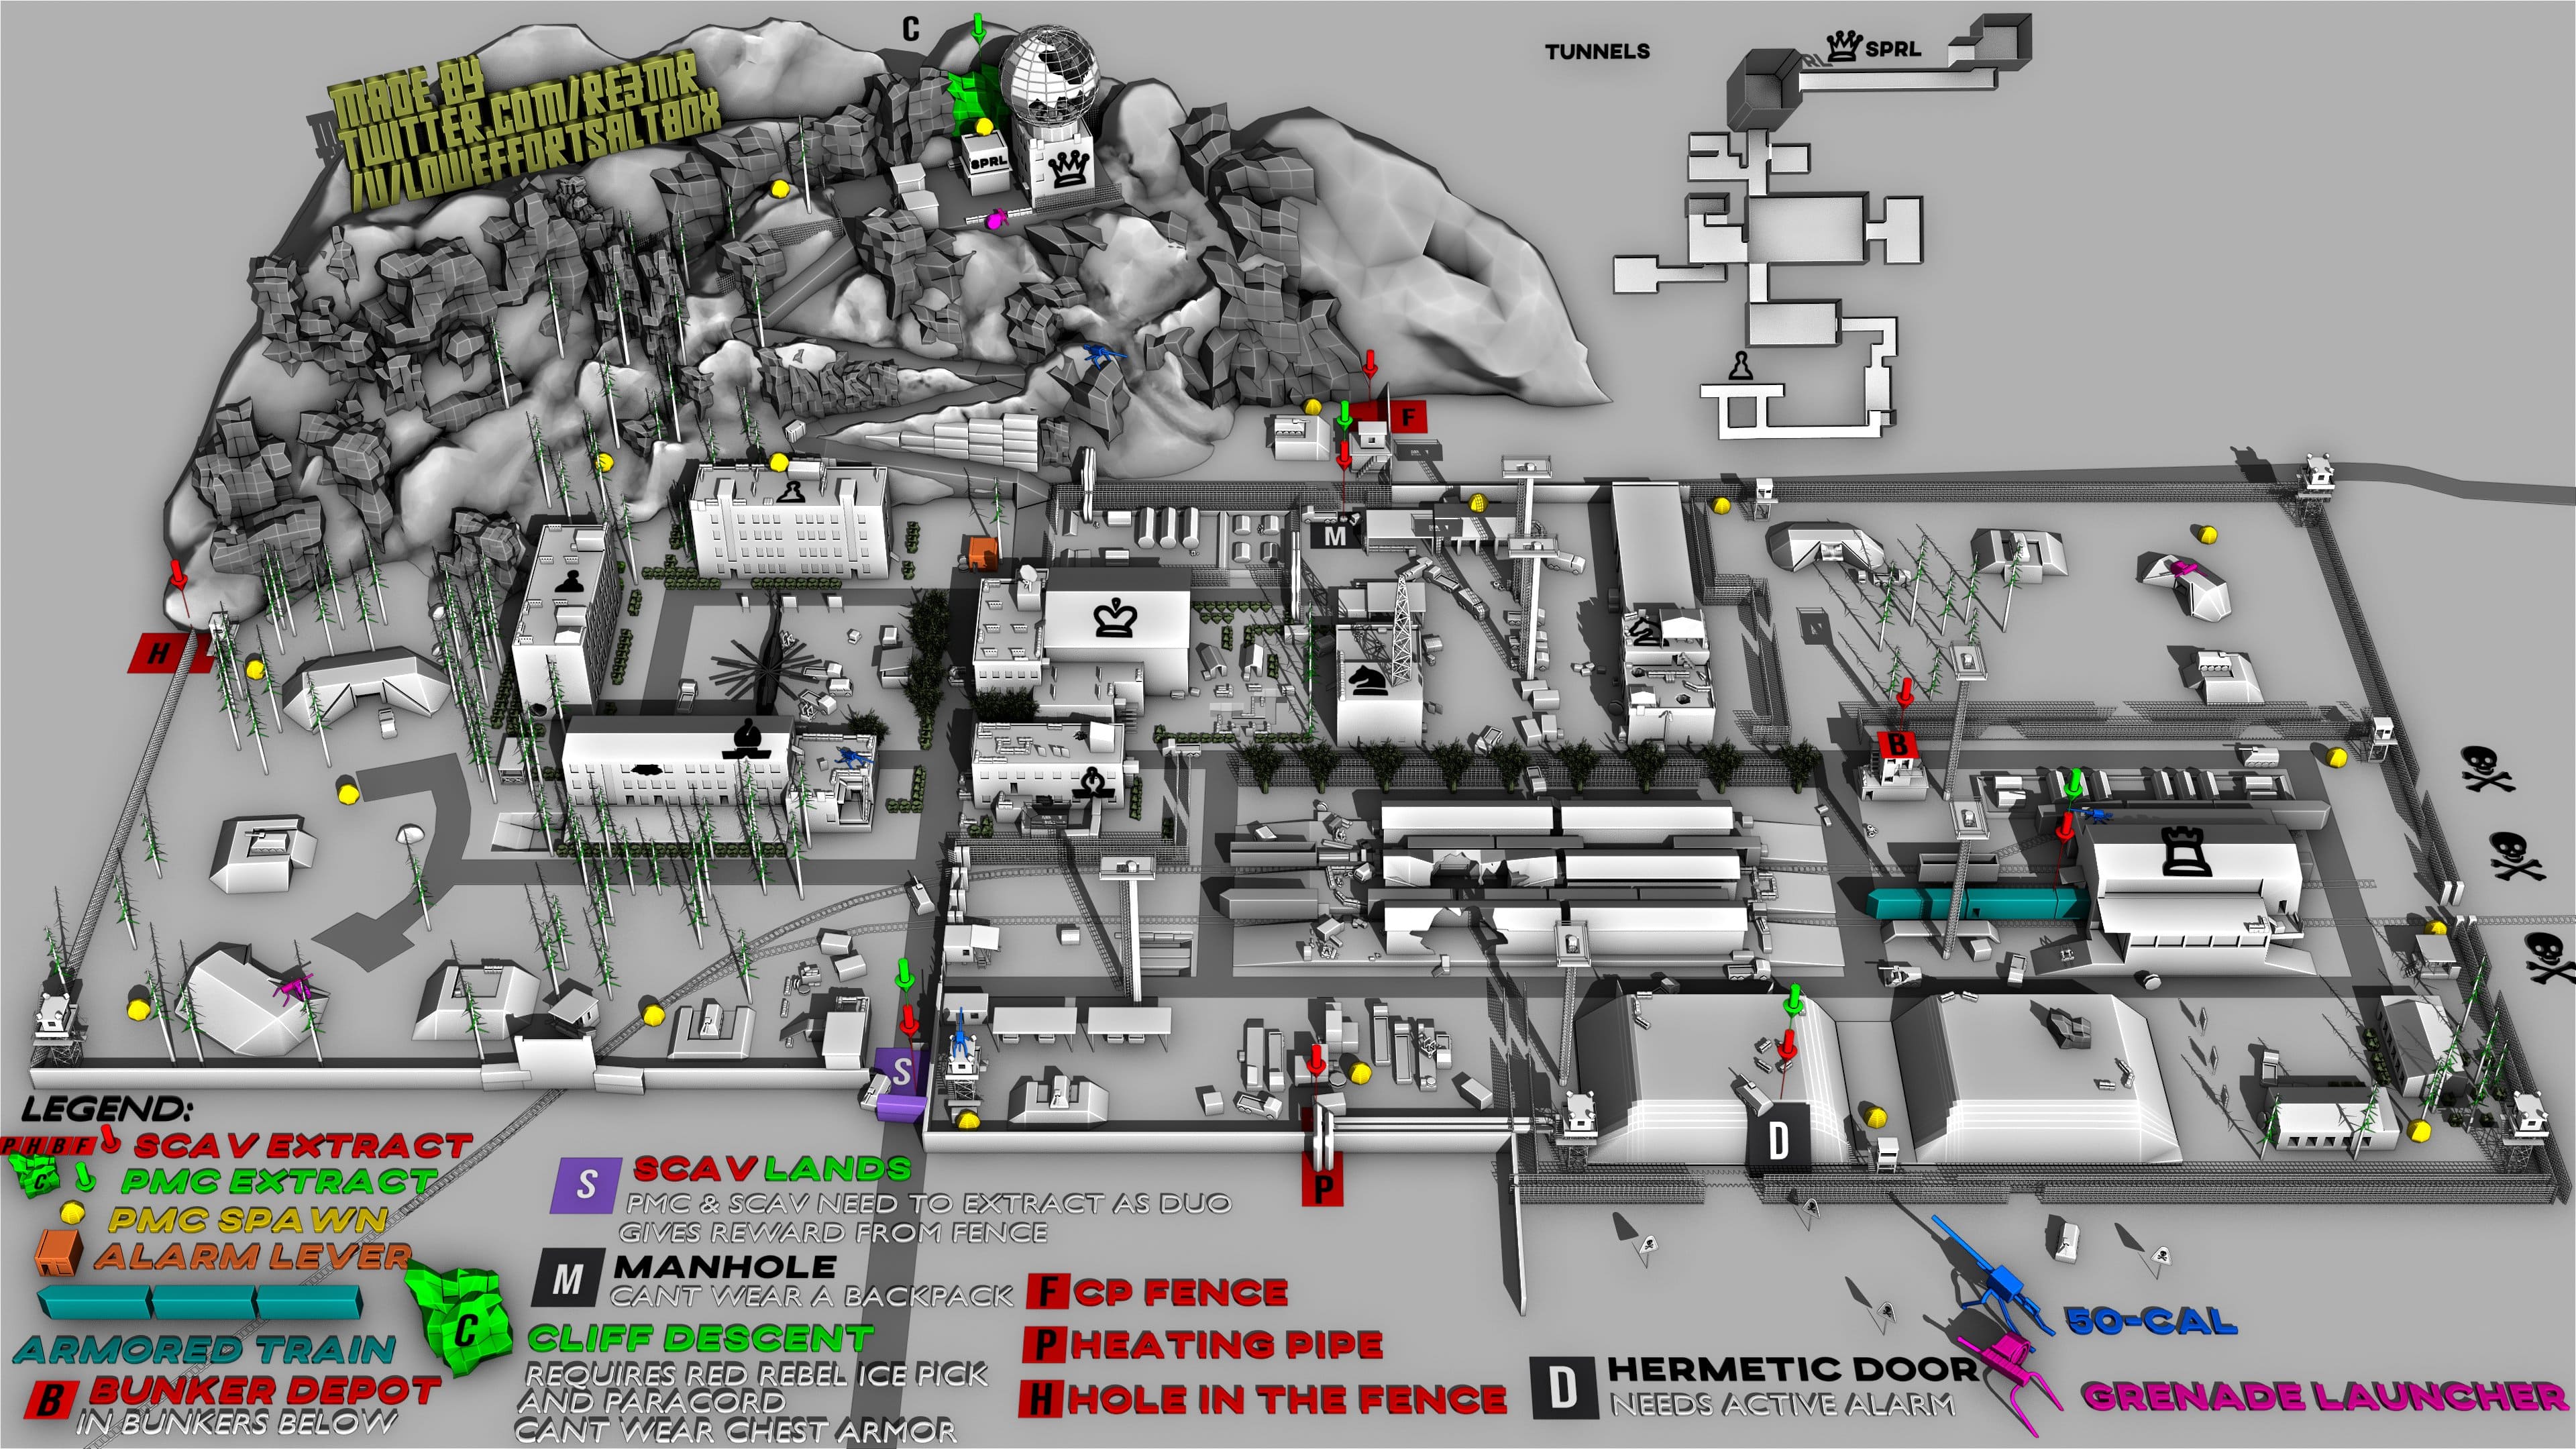 C
MADE BY
TWITTER.COM/RE3MR
/U/LOWEFFORTSALTBOX
SPRL
TUNNELS
SPRL
F
M
H
B
S
D
P
LEGEND:
P H B F SCAV EXTRACT
C PMC EXTRACT
PMC SPAWN
ALARM LEVER
ARMORED TRAIN
B BUNKER DEPOT
IN BUNKERS BELOW
S SCAVLANDS
PMC & SCAV NEED TO EXTRACT AS DUO
GIVES REWARD FROM FENCE
M MANHOLE
CANT WEAR A BACKPACK
C CLIFF DESCENT
REQUIRES RED REBEL ICE PICK
AND PARACORD
CANT WEAR CHEST ARMOR
F CP FENCE
P HEATING PIPE
H HOLE IN THE FENCE
D HERMETIC DOOR
NEEDS ACTIVE ALARM
50-CAL
GRENADE LAUNCHER